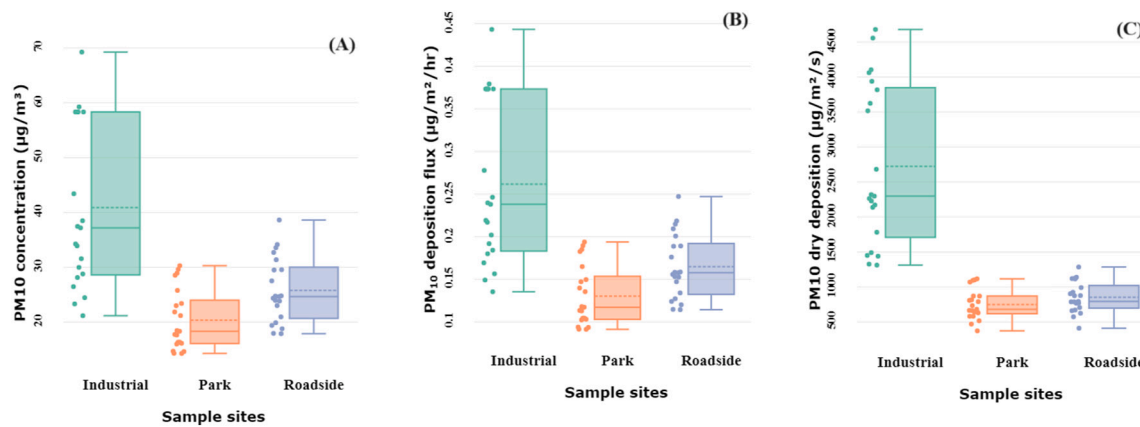 (A)
PM10 concentration (µg/m³)
70
60
50
40
30
20
Industrial Park Roadside
Sample sites
(B)
PM₁₀ deposition flux (µg/m²/hr)
0.45
0.4
0.35
0.3
0.25
0.2
0.15
0.1
Industrial Park Roadside
Sample sites
(C)
PM10 dry deposition (µg/m²/s)
4500
4000
3500
3000
2500
2000
1500
1000
500
Industrial Park Roadside
Sample sites